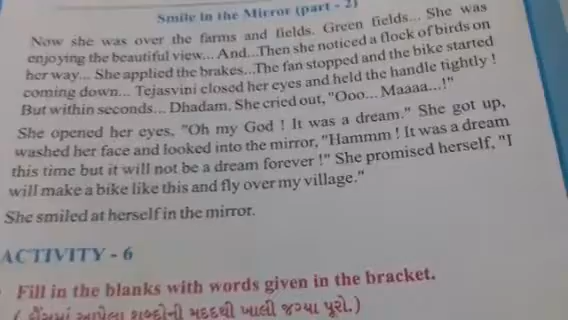 Smile in the Mirror (part - 2)
Now she was over the farms and fields. Green fields... She was
enjoying the beautiful view... And...Then she noticed a flock of birds on
her way... She applied the brakes...The fan stopped and the bike started
coming down... Tejasvini closed her eyes and held the handle tightly !
But within seconds... Dhadam. She cried out, "Ooo... Maaaa...!"
She opened her eyes, "Oh my God ! It was a dream." She got up,
washed her face and looked into the mirror, "Hammm ! It was a dream
this time but it will not be a dream forever !" She promised herself, "I
will make a bike like this and fly over my village."
She smiled at herself in the mirror.
ACTIVITY - 6
Fill in the blanks with words given in the bracket.
( કૌંસમાં આપેલા શબ્દોની મદદથી ખાલી જગ્યા પૂરો.)